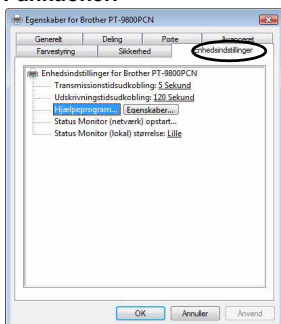 Egenskaber for Brother PT-9800PCN
Generelt Deling Porte Avanceret
Farvestyring Sikkerhed Enhedsindstillinger
Enhedsindstillinger for Brother PT-9800PCN
Transmissionstidsudkobling: 5 Sekund
Udskrivningstidsudkobling: 120 Sekund
Hjælpeprogram... Egenskaber...
Status Monitor (netværk) opstart...
Status Monitor (lokal) størrelse: Lille
OK Annuller Anvend